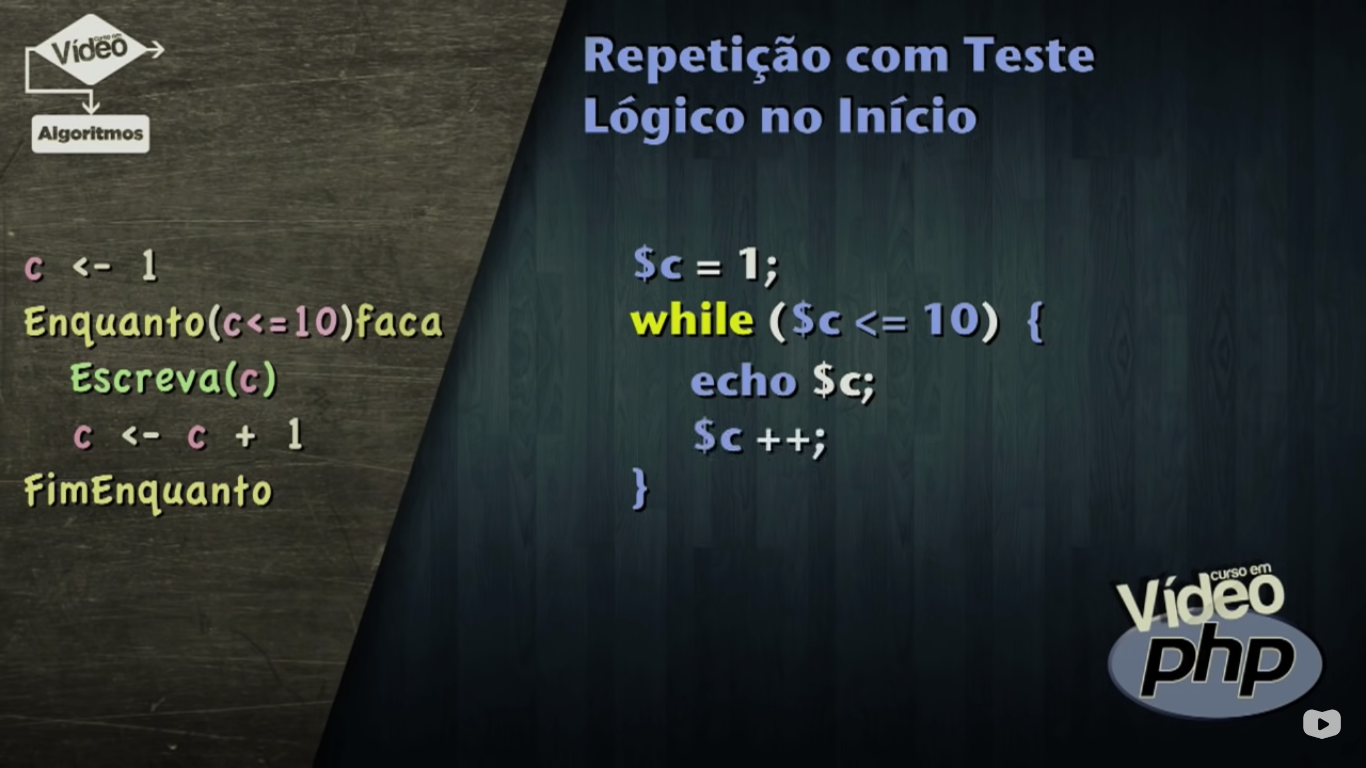 curso em
Vídeo
Algoritmos
Repetição com Teste
Lógico no Início
c <- 1
Enquanto(c<=10)faca
Escreva(c)
c <- c + 1
FimEnquanto
$c = 1;
while ($c <= 10) {
echo $c;
$c ++;
}
curso em
Vídeo
php